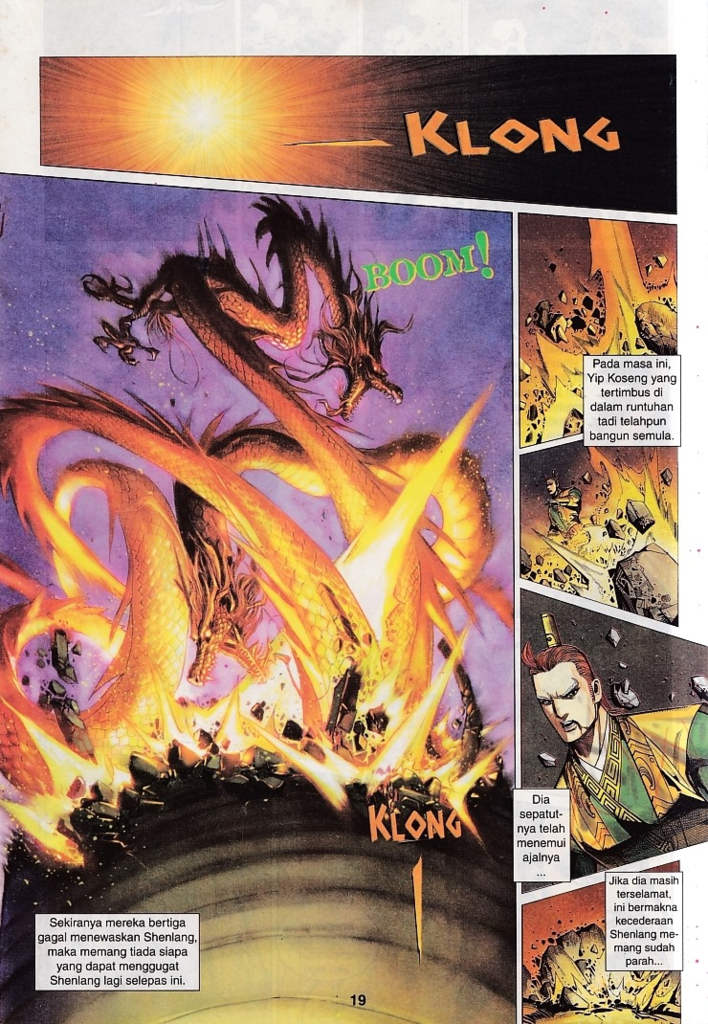 KLONG
BOOM!
Pada masa ini,
Yip Koseng yang
tertimbus di
dalam runtuhan
tadi telahpun
bangun semula.
Dia
sepatut-
nya telah
menemui
ajalnya
...
KLONG
Jika dia masih
terselamat,
ini bermakna
kecederaan
Shenlang me-
mang sudah
parah...
Sekiranya mereka bertiga
gagal menewaskan Shenlang,
maka memang tiada siapa
yang dapat menggugat
Shenlang lagi selepas ini.
19